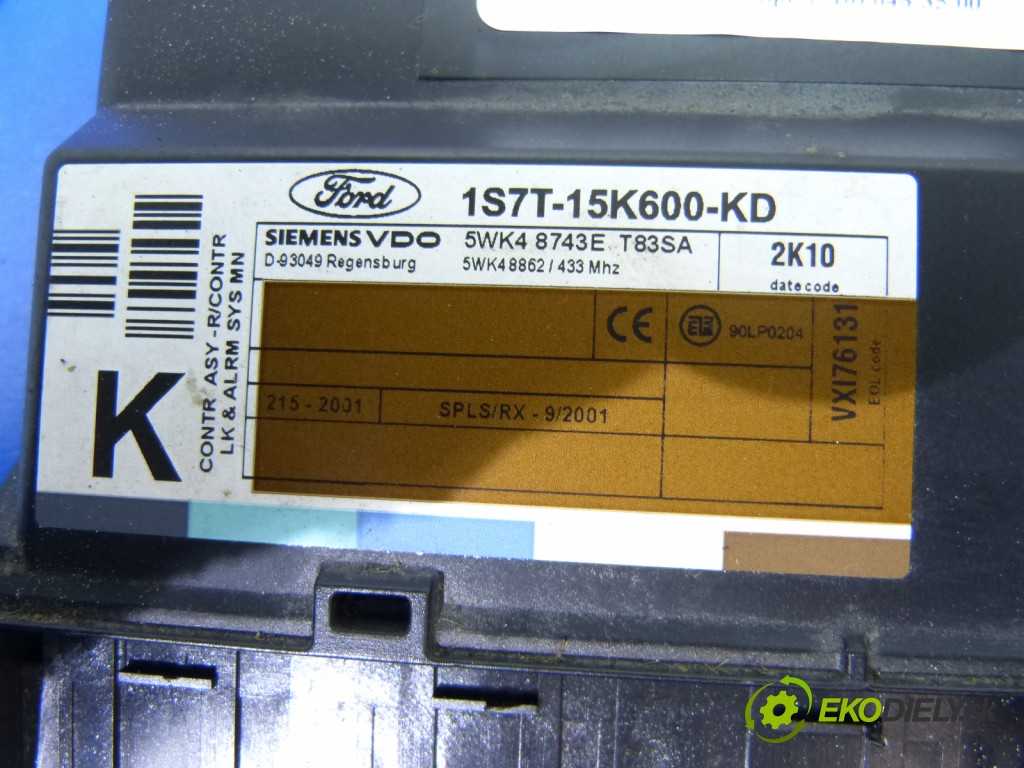 Ford
1S7T-15K600-KD
SIEMENS VDO
D-93049 Regensburg
5WK4 8743E T83SA
5WK48862 / 433 Mhz
2K10
date code
CE
90LP0204
VXI76131
EOL code
215 - 2001
SPLS/RX - 9/2001
CONTR ASY -R/CONTR
LK & ALRM SYS MN
K
EKODIELY